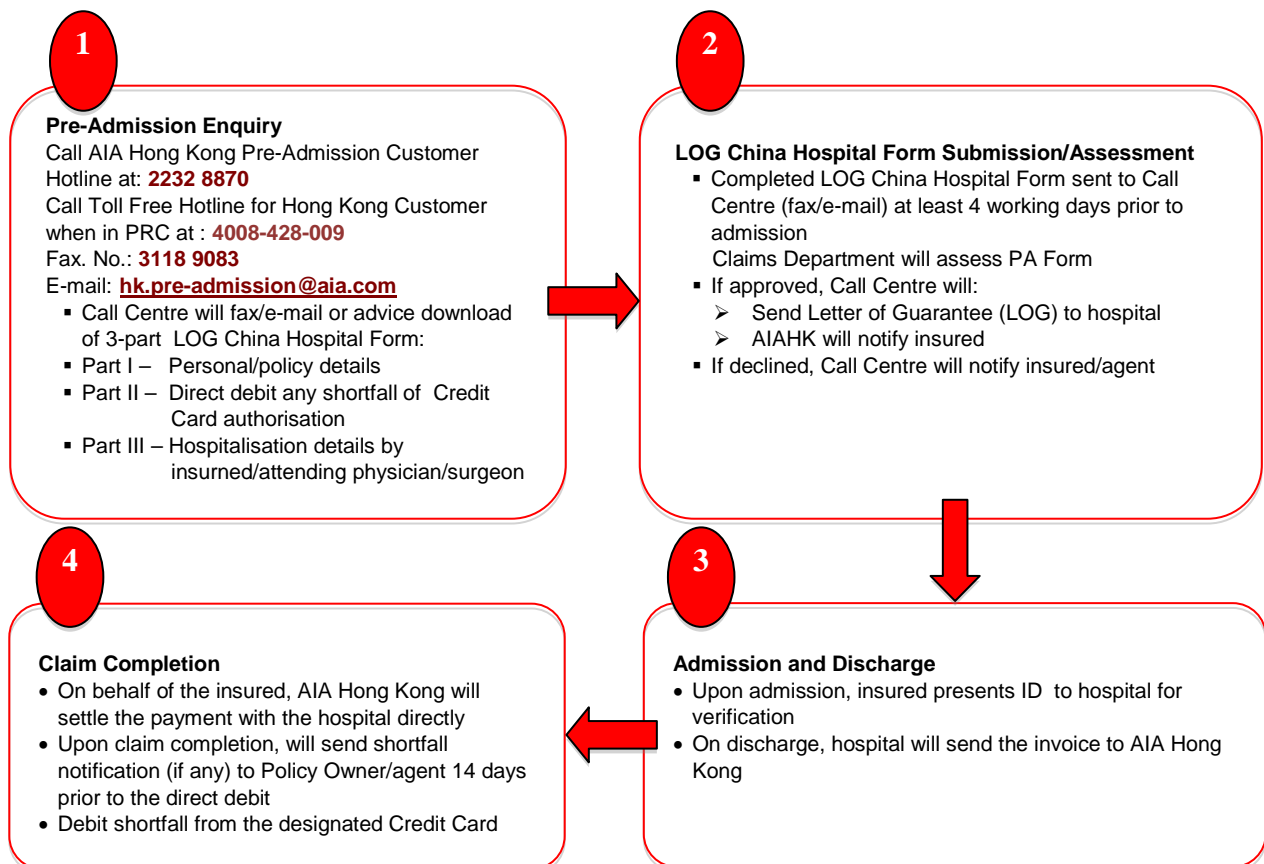 1
Pre-Admission Enquiry
Call AIA Hong Kong Pre-Admission Customer
Hotline at: 2232 8870
Call Toll Free Hotline for Hong Kong Customer
when in PRC at : 4008-428-009
Fax. No.: 3118 9083
E-mail: hk.pre-admission@aia.com
▪ Call Centre will fax/e-mail or advice download
of 3-part LOG China Hospital Form:
▪ Part I – Personal/policy details
▪ Part II – Direct debit any shortfall of Credit
Card authorisation
▪ Part III – Hospitalisation details by
insurned/attending physician/surgeon
2
LOG China Hospital Form Submission/Assessment
▪ Completed LOG China Hospital Form sent to Call
Centre (fax/e-mail) at least 4 working days prior to
admission
Claims Department will assess PA Form
▪ If approved, Call Centre will:
➢ Send Letter of Guarantee (LOG) to hospital
➢ AIAHK will notify insured
▪ If declined, Call Centre will notify insured/agent
3
Admission and Discharge
• Upon admission, insured presents ID to hospital for
verification
• On discharge, hospital will send the invoice to AIA Hong
Kong
4
Claim Completion
• On behalf of the insured, AIA Hong Kong will
settle the payment with the hospital directly
• Upon claim completion, will send shortfall
notification (if any) to Policy Owner/agent 14 days
prior to the direct debit
• Debit shortfall from the designated Credit Card